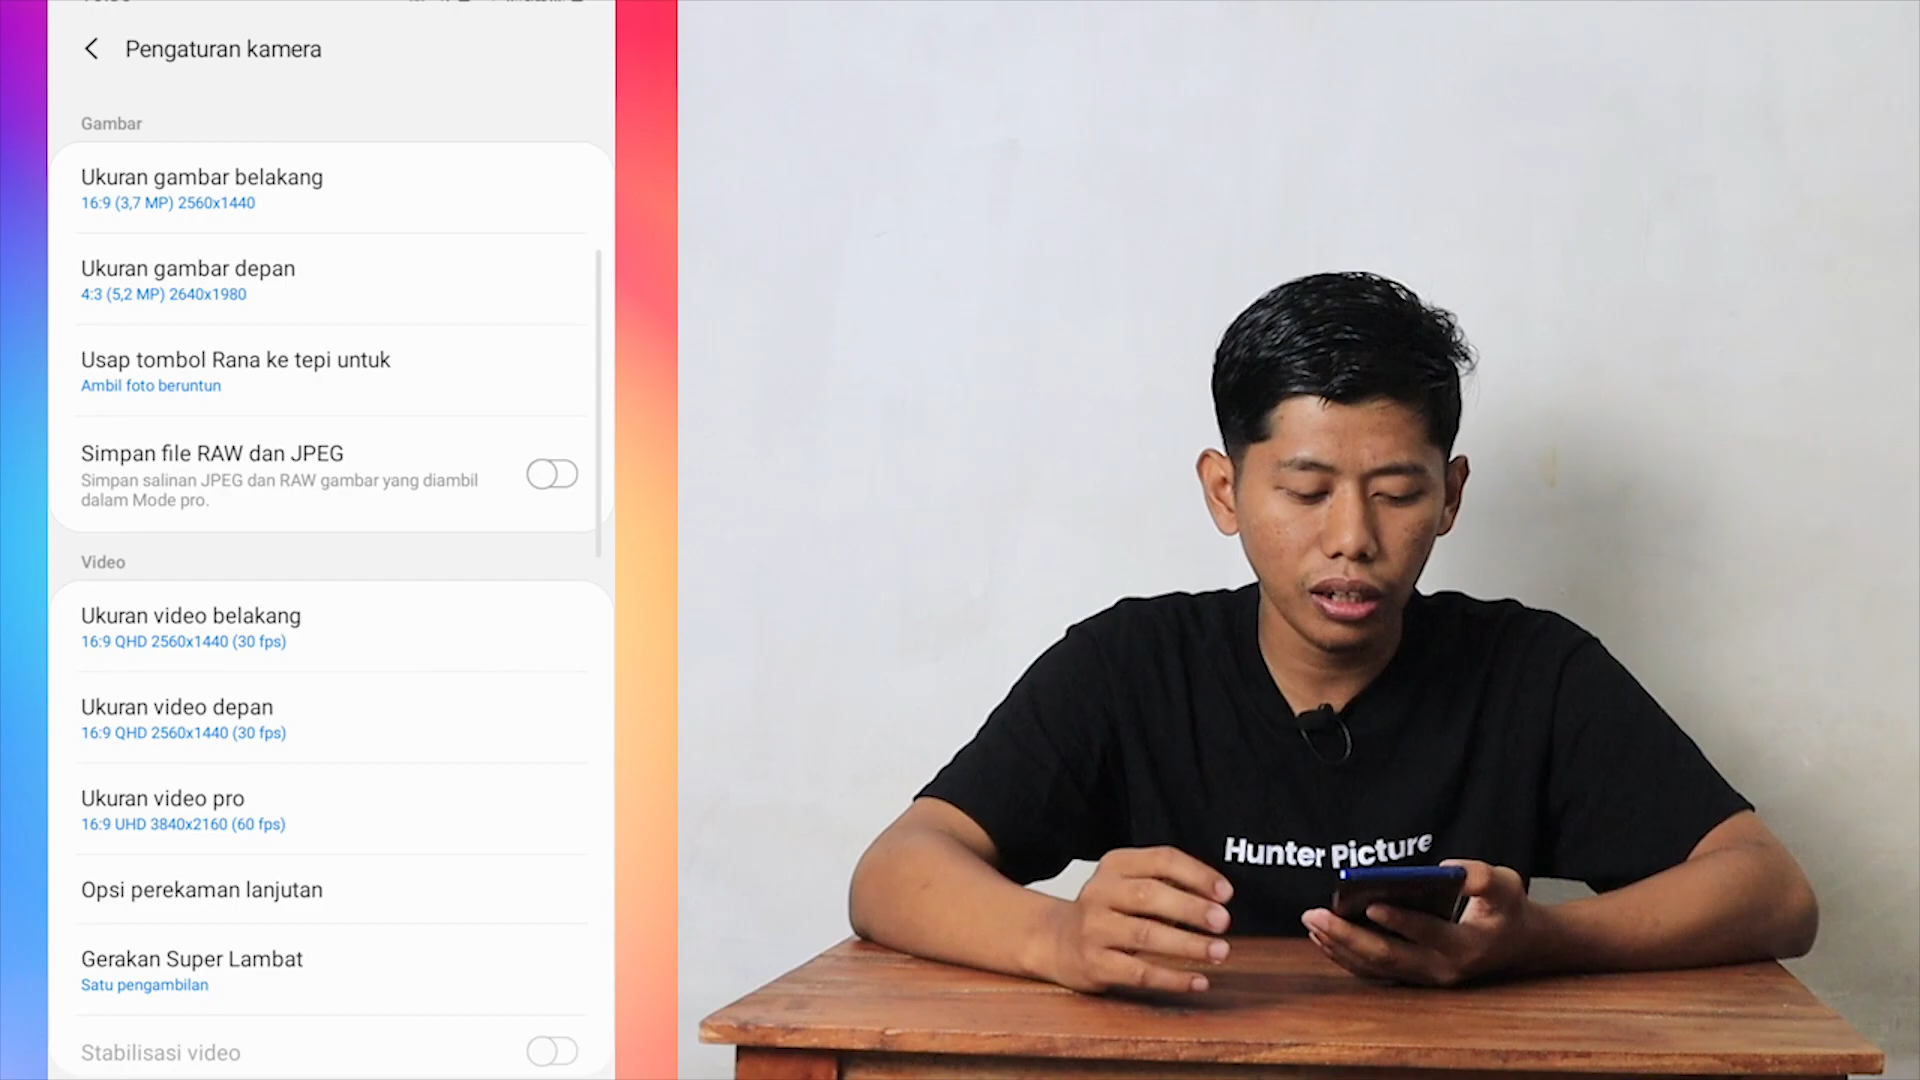 Pengaturan kamera
Gambar
Ukuran gambar belakang
16:9 (3,7 MP) 2560x1440
Ukuran gambar depan
4:3 (5,2 MP) 2640x1980
Usap tombol Rana ke tepi untuk
Ambil foto beruntun
Simpan file RAW dan JPEG
Simpan salinan JPEG dan RAW gambar yang diambil
dalam Mode pro.
Video
Ukuran video belakang
16:9 QHD 2560x1440 (30 fps)
Ukuran video depan
16:9 QHD 2560x1440 (30 fps)
Ukuran video pro
16:9 UHD 3840x2160 (60 fps)
Opsi perekaman lanjutan
Gerakan Super Lambat
Satu pengambilan
Stabilisasi video
Hunter Picture